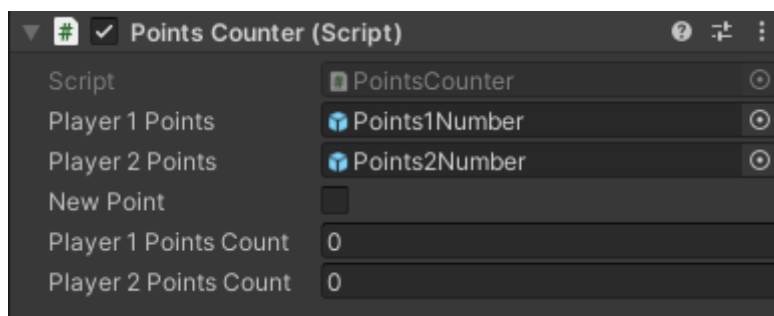 # Points Counter (Script)
Script # PointsCounter
Player 1 Points Points1Number
Player 2 Points Points2Number
New Point
Player 1 Points Count 0
Player 2 Points Count 0